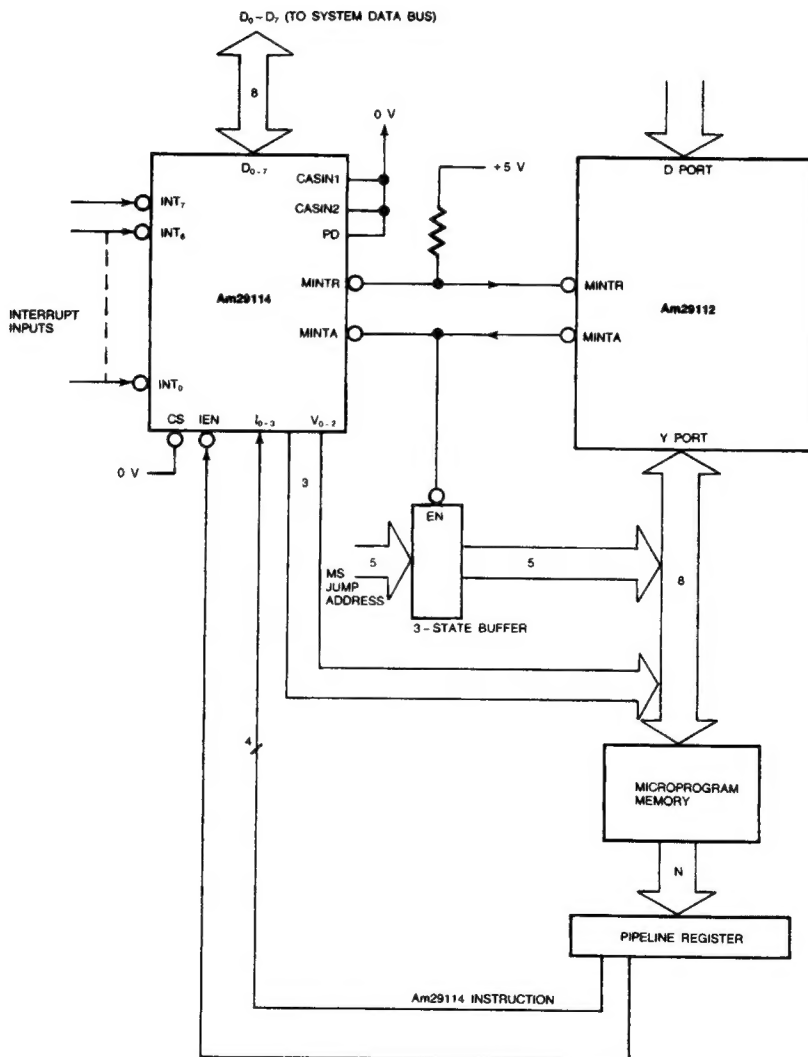 D₀-D₇ (TO SYSTEM DATA BUS)
8
0 V
+5 V
D₀₋₇
CASIN1
CASIN2
PD
INT₇
INT₆
INTERRUPT
INPUTS
INT₀
Am29114
MINTR
MINTA
CS
IEN
I₀₋₃
V₀₋₂
D PORT
MINTR
Am29112
MINTA
Y PORT
0 V
3
EN
5
MS
JUMP
ADDRESS
5
8
3-STATE BUFFER
4
MICROPROGRAM
MEMORY
N
PIPELINE REGISTER
Am29114 INSTRUCTION